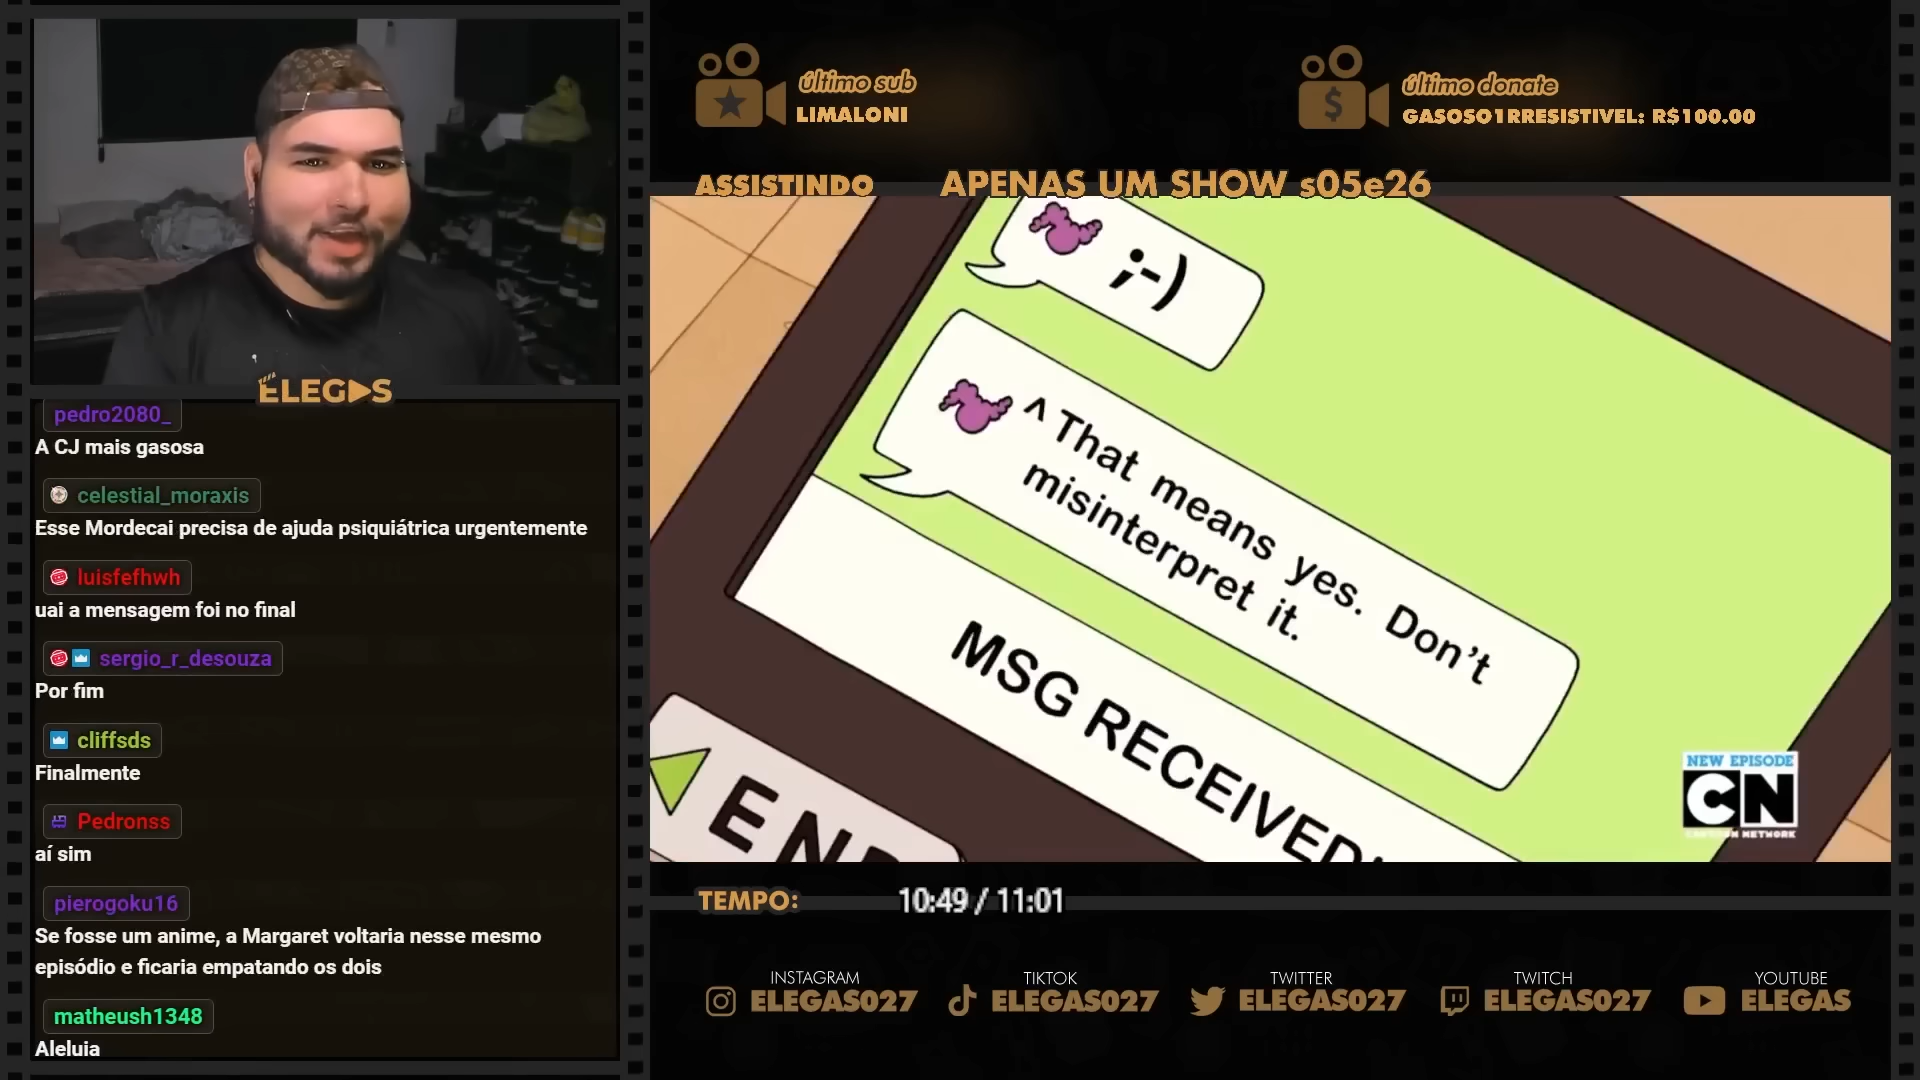 último sub
LIMALONI
último donate
GASOSO1RRESISTIVEL: R$100.00
ASSISTINDO
APENAS UM SHOW s05e26
;-)
^ That means yes. Don't
misinterpret it.
MSG RECEIVED!
NEW EPISODE
CN
CARTOON NETWORK
ELEGAS
pedro2080_
A CJ mais gasosa
celestial_moraxis
Esse Mordecai precisa de ajuda psiquiátrica urgentemente
luisfefhwh
uai a mensagem foi no final
sergio_r_desouza
Por fim
cliffsds
Finalmente
Pedronss
aí sim
pierogoku16
Se fosse um anime, a Margaret voltaria nesse mesmo
episódio e ficaria empatando os dois
matheush1348
Aleluia
TEMPO:
10:49 / 11:01
INSTAGRAM
ELEGAS027
TIKTOK
ELEGAS027
TWITTER
ELEGAS027
TWITCH
ELEGAS027
YOUTUBE
ELEGAS